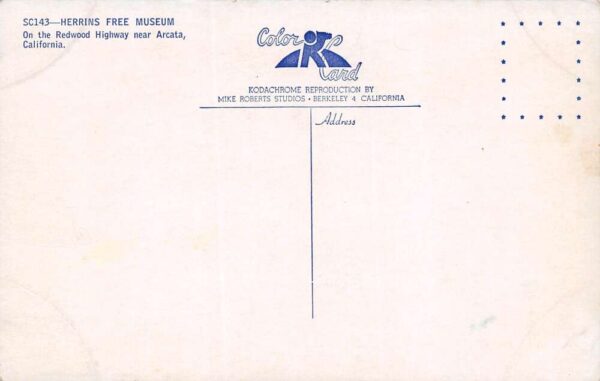 SC143—HERRINS FREE MUSEUM
On the Redwood Highway near Arcata,
California.
Color
Card
KODACHROME REPRODUCTION BY
MIKE ROBERTS STUDIOS • BERKELEY 4 CALIFORNIA
Address